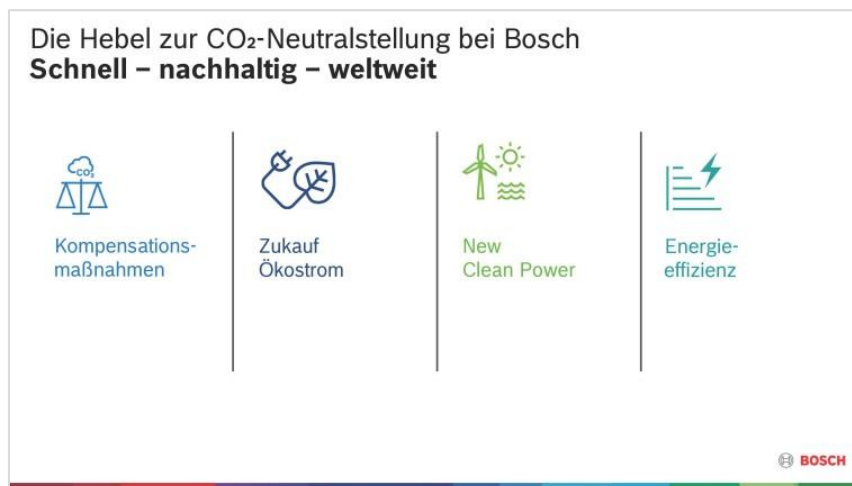 Die Hebel zur CO₂-Neutralstellung bei Bosch
Schnell – nachhaltig – weltweit
CO₂
Kompensations-
maßnahmen
Zukauf
Ökostrom
New
Clean Power
Energie-
effizienz
BOSCH